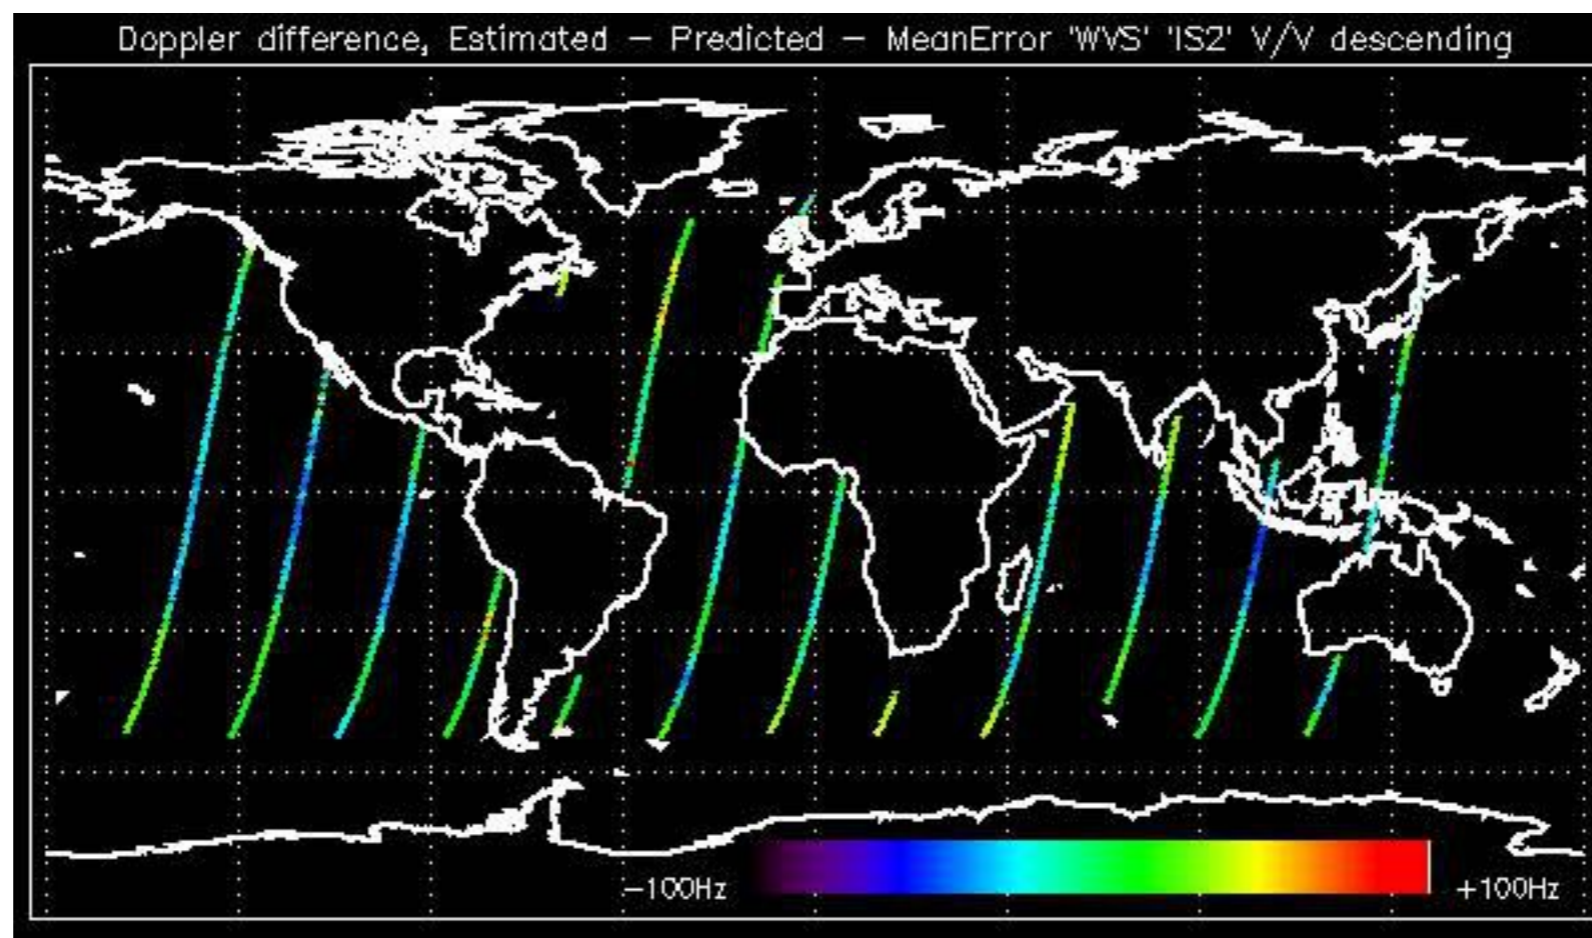 Doppler difference, Estimated – Predicted – MeanError 'WVS' 'IS2' V/V descending
–100Hz +100Hz